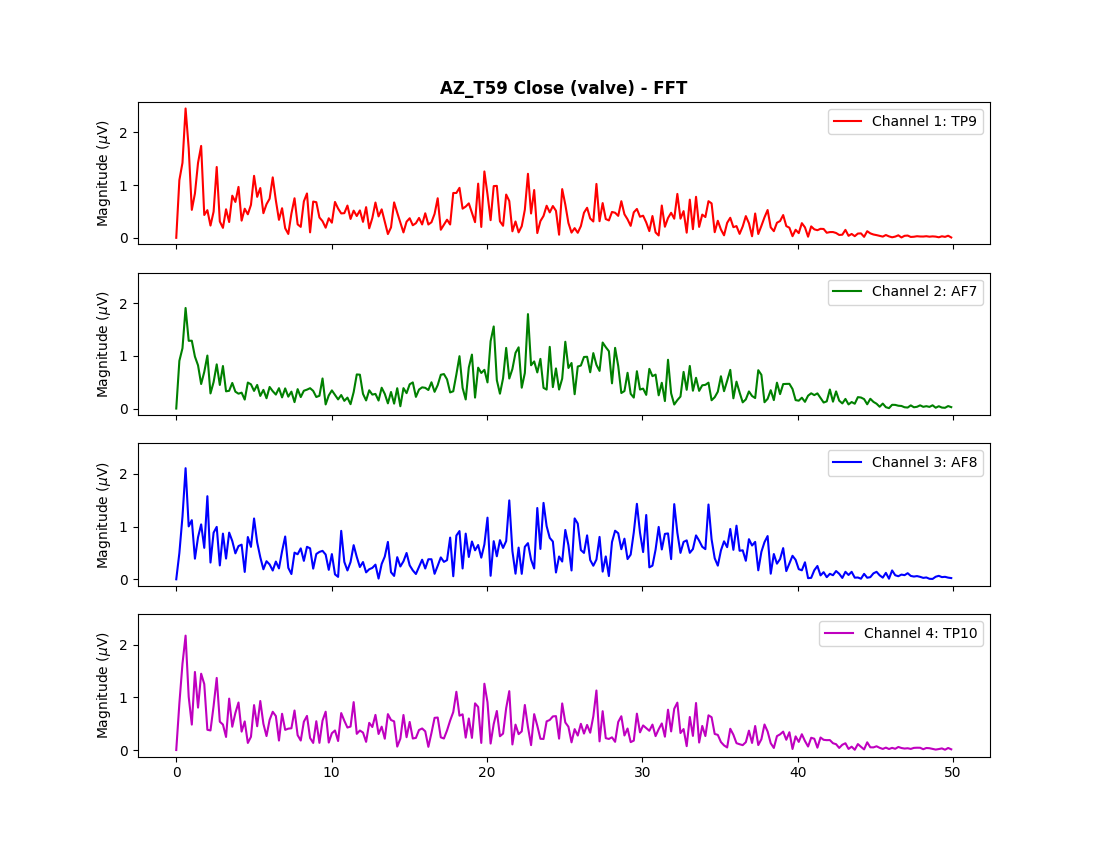 AZ_T59 Close (valve) - FFT
Magnitude (μV)
2
1
0
Channel 1: TP9
Magnitude (μV)
2
1
0
Channel 2: AF7
Magnitude (μV)
2
1
0
Channel 3: AF8
Magnitude (μV)
2
1
0
Channel 4: TP10
0 10 20 30 40 50